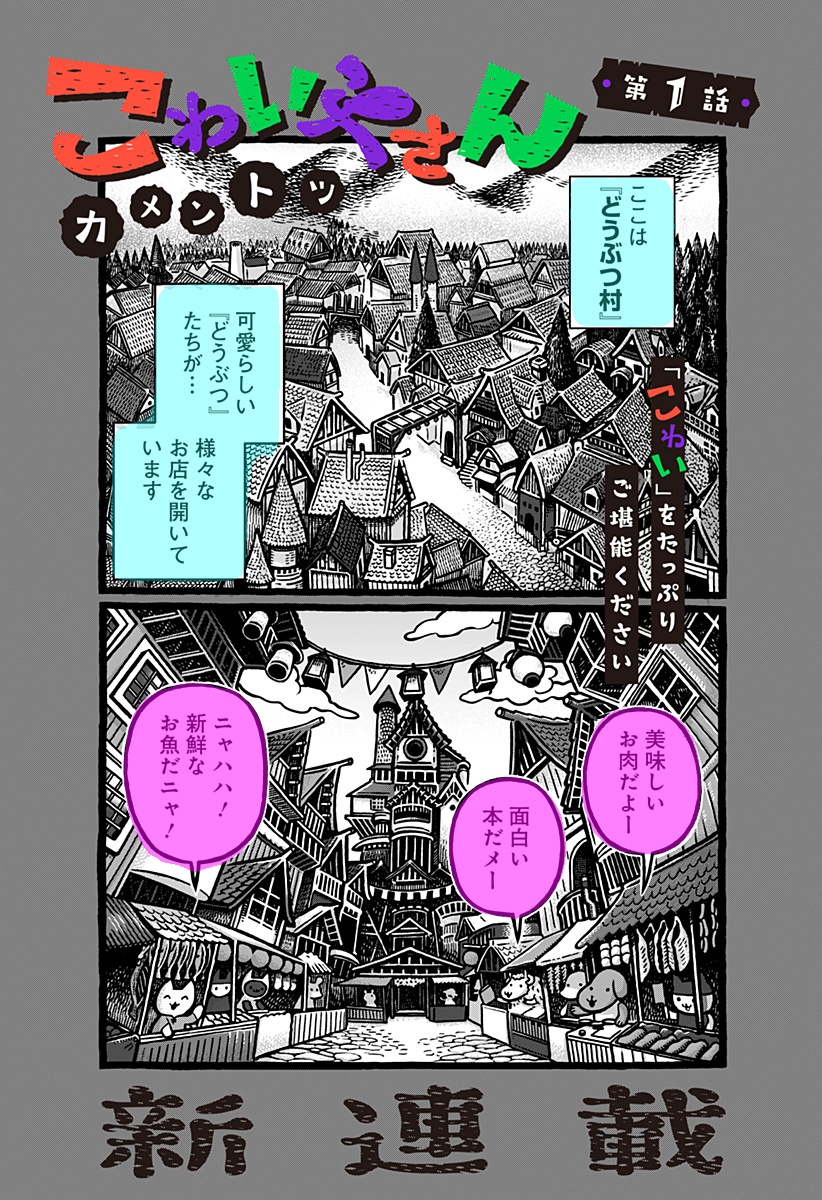 こわいやさん
第1話
カメントツ
ここは
『どうぶつ村』
可愛らしい
『どうぶつ』
たちが…
様々な
お店を開いて
います
「こわい」をたっぷり
ご堪能ください
美味しい
お肉だよー
面白い
本だメー
ニャハハ！
新鮮な
お魚だニャ！
新連載